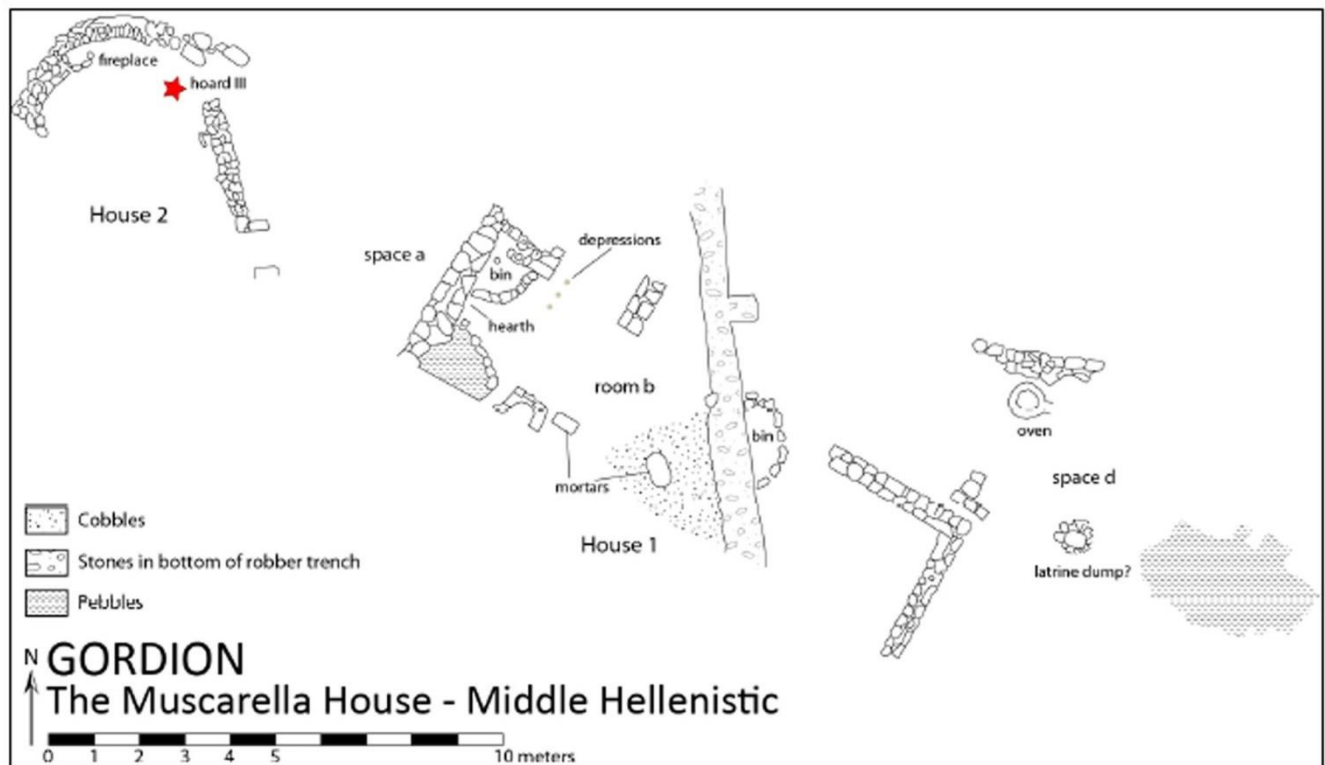 fireplace
hoard III
House 2
space a
depressions
bin
hearth
room b
bin
mortars
House 1
oven
space d
latrine dump?
Cobbles
Stones in bottom of robber trench
Pebbles
N
GORDION
The Muscarella House - Middle Hellenistic
0 1 2 3 4 5 10 meters